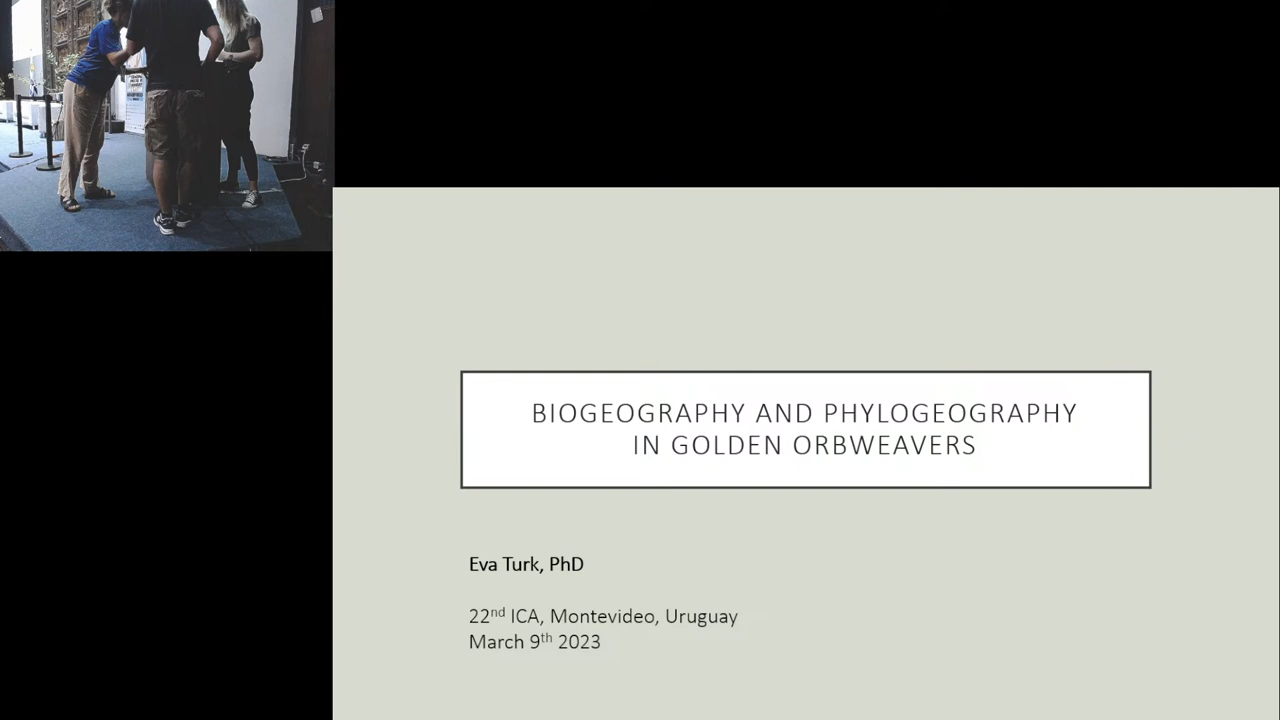 BIOGEOGRAPHY AND PHYLOGEOGRAPHY
IN GOLDEN ORBWEAVERS
Eva Turk, PhD
22nd ICA, Montevideo, Uruguay
March 9th 2023